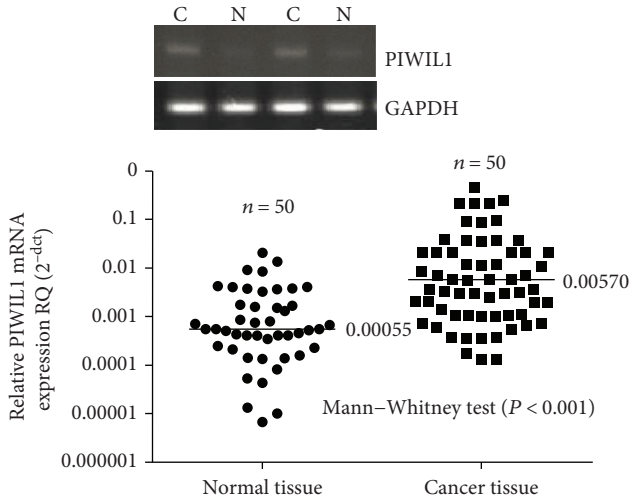 C N C N
PIWIL1
GAPDH
Relative PIWIL1 mRNA
expression RQ (2⁻ᵈᶜᵗ)
0
0.1
0.01
0.001
0.0001
0.00001
0.000001
n = 50
n = 50
0.00055
0.00570
Mann–Whitney test (P < 0.001)
Normal tissue
Cancer tissue